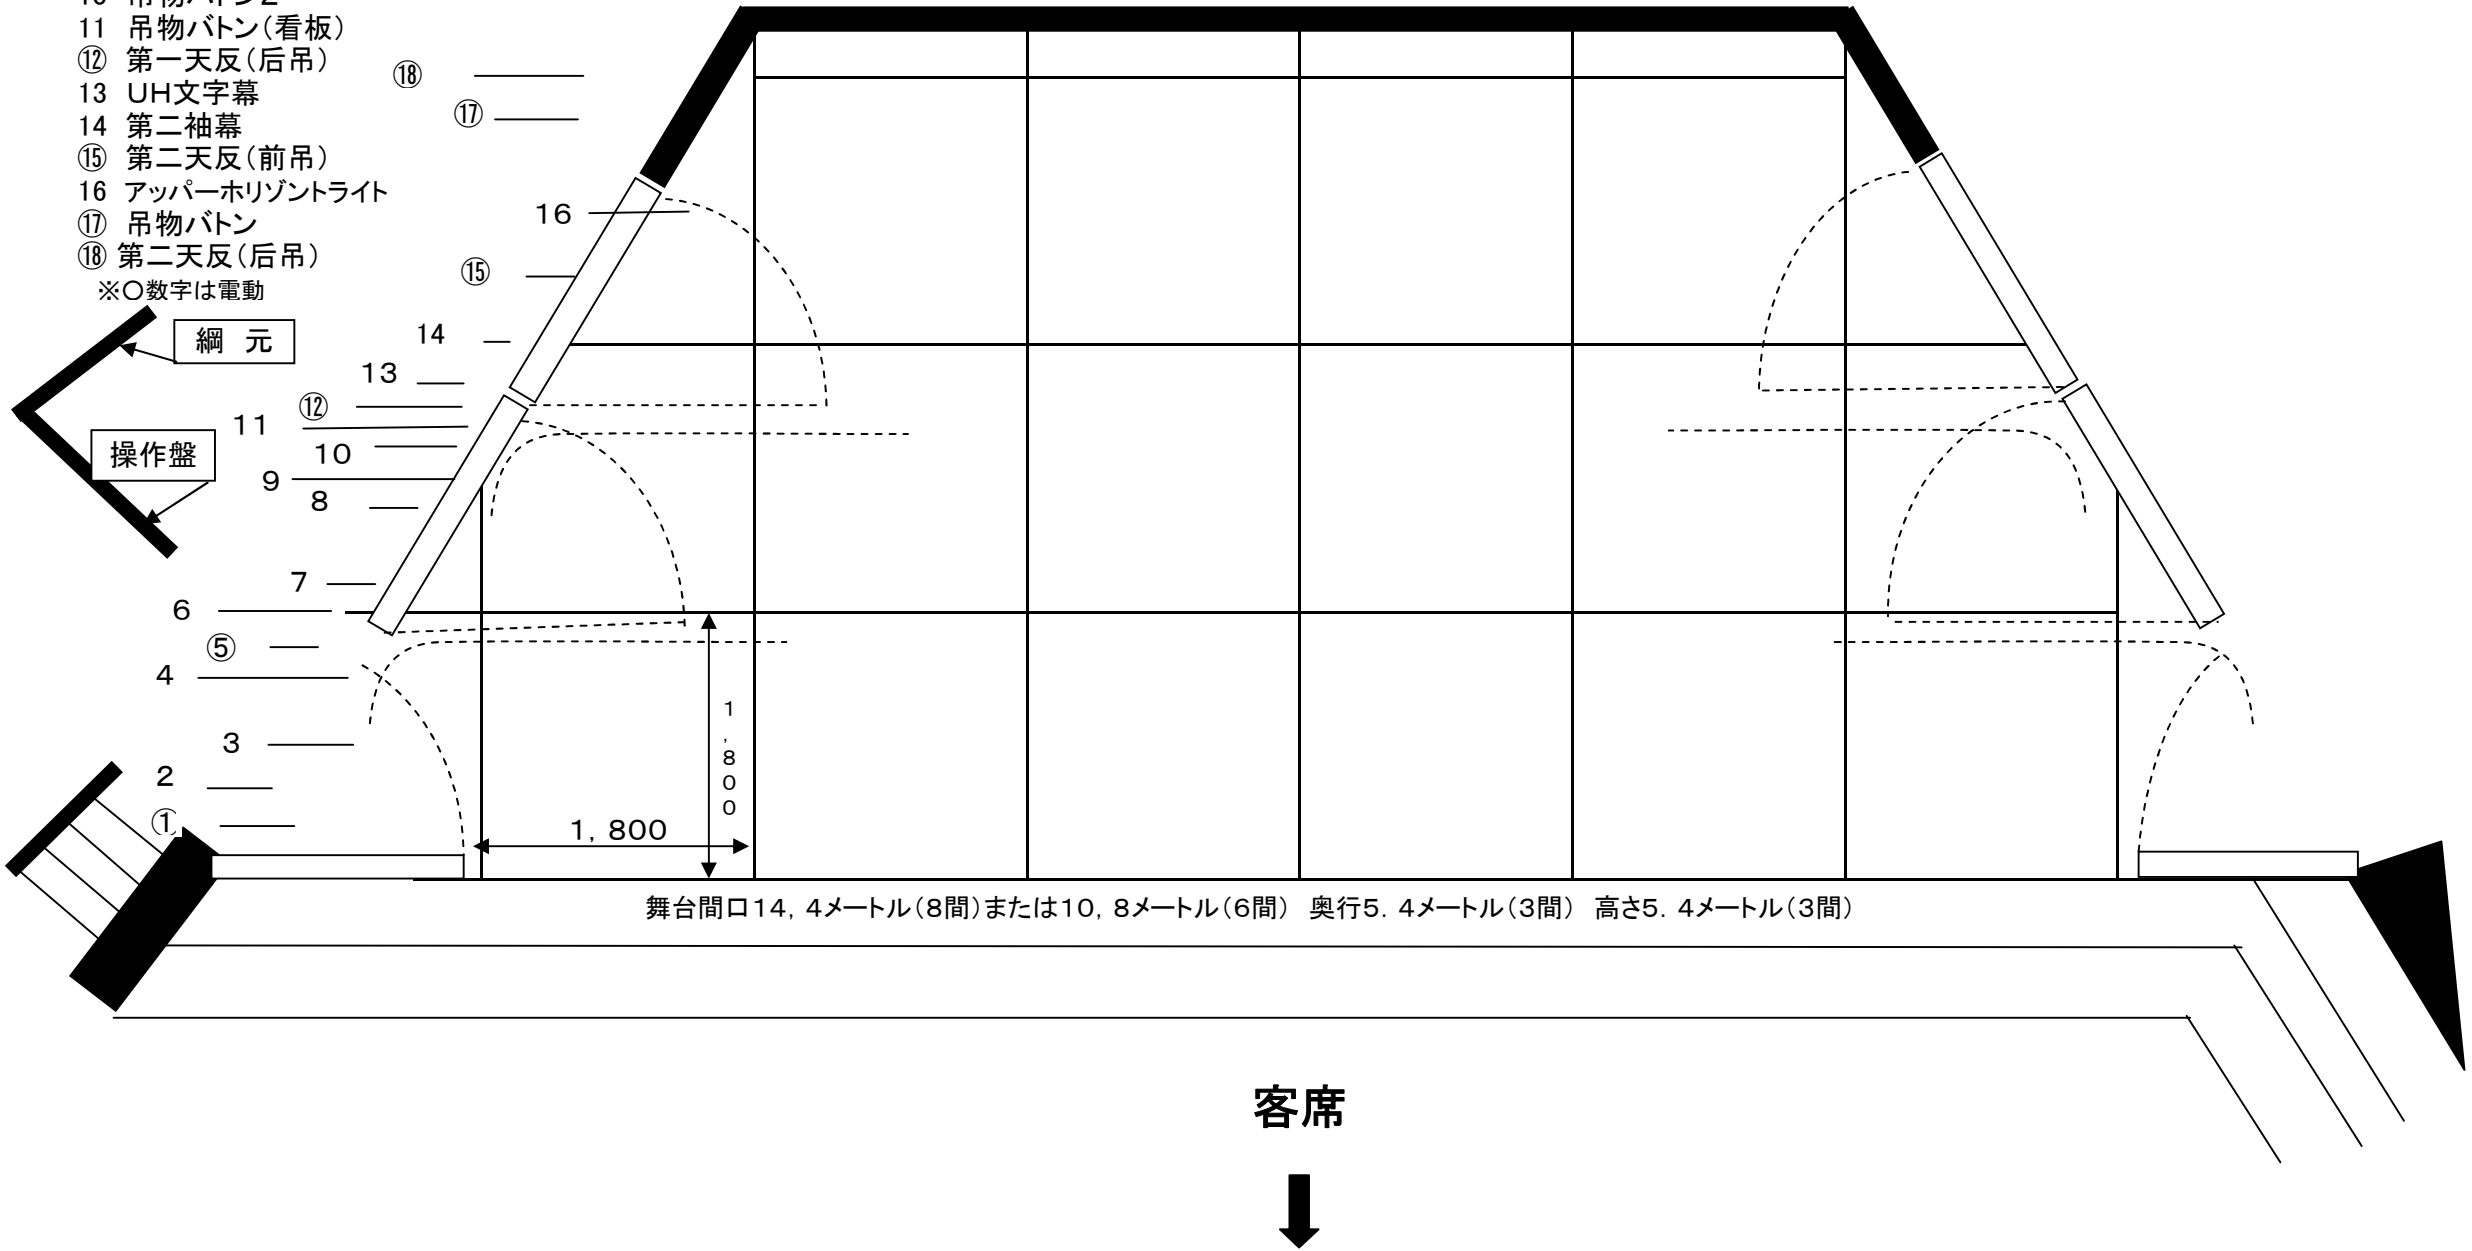 11 吊物バトン(看板)
⑫ 第一天反(后吊)
13 UH文字幕
14 第二袖幕
⑮ 第二天反(前吊)
16 アッパーホリゾントライト
⑰ 吊物バトン
⑱ 第二天反(后吊)
※〇数字は電動
綱 元
操作盤
⑱
⑰
16
⑮
14
13
⑫
11
10
9
8
7
6
⑤
4
3
2
①
1,800
1,800
舞台間口14,4メートル(8間)または10,8メートル(6間) 奥行5.4メートル(3間) 高さ5.4メートル(3間)
客席